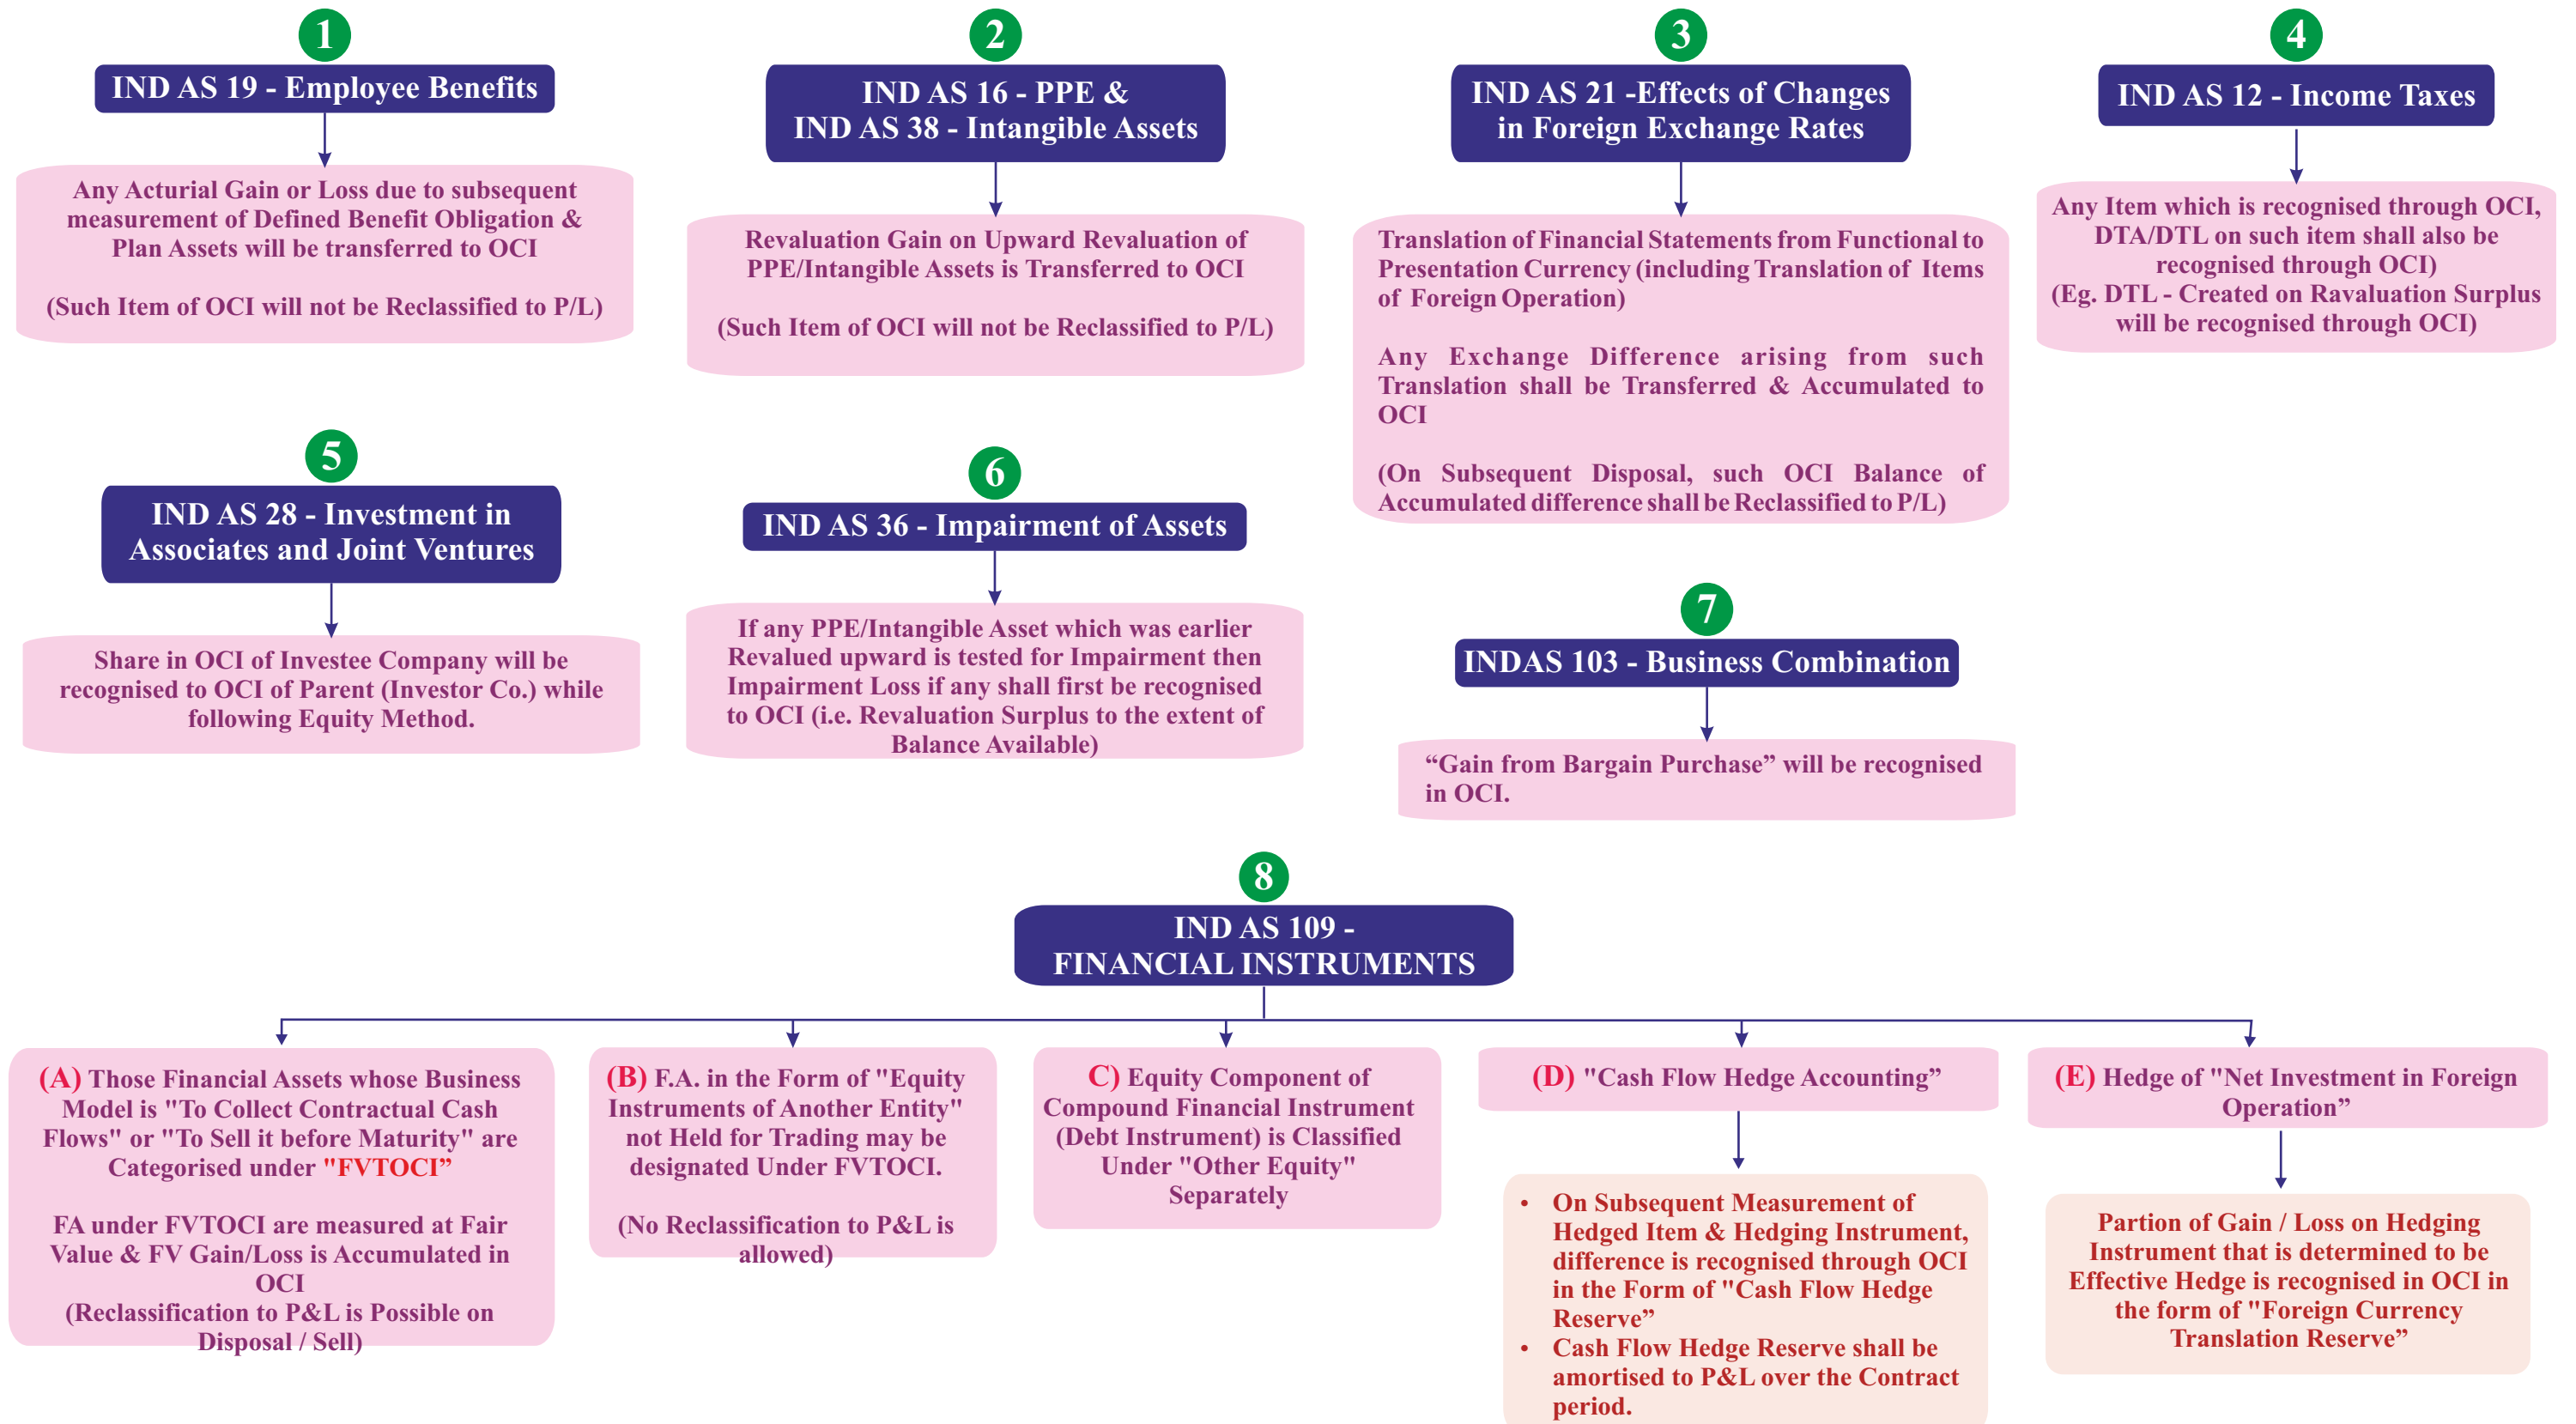 1
IND AS 19 - Employee Benefits
Any Acturial Gain or Loss due to subsequent
measurement of Defined Benefit Obligation &
Plan Assets will be transferred to OCI
(Such Item of OCI will not be Reclassified to P/L)
2
IND AS 16 - PPE &
IND AS 38 - Intangible Assets
Revaluation Gain on Upward Revaluation of
PPE/Intangible Assets is Transferred to OCI
(Such Item of OCI will not be Reclassified to P/L)
3
IND AS 21 -Effects of Changes
in Foreign Exchange Rates
Translation of Financial Statements from Functional to
Presentation Currency (including Translation of Items
of Foreign Operation)
Any Exchange Difference arising from such
Translation shall be Transferred & Accumulated to
OCI
(On Subsequent Disposal, such OCI Balance of
Accumulated difference shall be Reclassified to P/L)
4
IND AS 12 - Income Taxes
Any Item which is recognised through OCI,
DTA/DTL on such item shall also be
recognised through OCI)
(Eg. DTL - Created on Ravaluation Surplus
will be recognised through OCI)
5
IND AS 28 - Investment in
Associates and Joint Ventures
Share in OCI of Investee Company will be
recognised to OCI of Parent (Investor Co.) while
following Equity Method.
6
IND AS 36 - Impairment of Assets
If any PPE/Intangible Asset which was earlier
Revalued upward is tested for Impairment then
Impairment Loss if any shall first be recognised
to OCI (i.e. Revaluation Surplus to the extent of
Balance Available)
7
INDAS 103 - Business Combination
“Gain from Bargain Purchase” will be recognised
in OCI.
8
IND AS 109 -
FINANCIAL INSTRUMENTS
(A) Those Financial Assets whose Business
Model is "To Collect Contractual Cash
Flows" or "To Sell it before Maturity" are
Categorised under "FVTOCI”
FA under FVTOCI are measured at Fair
Value & FV Gain/Loss is Accumulated in
OCI
(Reclassification to P&L is Possible on
Disposal / Sell)
(B) F.A. in the Form of "Equity
Instruments of Another Entity"
not Held for Trading may be
designated Under FVTOCI.
(No Reclassification to P&L is
allowed)
C) Equity Component of
Compound Financial Instrument
(Debt Instrument) is Classified
Under "Other Equity"
Separately
(D) "Cash Flow Hedge Accounting”
• On Subsequent Measurement of
Hedged Item & Hedging Instrument,
difference is recognised through OCI
in the Form of "Cash Flow Hedge
Reserve”
• Cash Flow Hedge Reserve shall be
amortised to P&L over the Contract
period.
(E) Hedge of "Net Investment in Foreign
Operation”
Partion of Gain / Loss on Hedging
Instrument that is determined to be
Effective Hedge is recognised in OCI in
the form of "Foreign Currency
Translation Reserve”